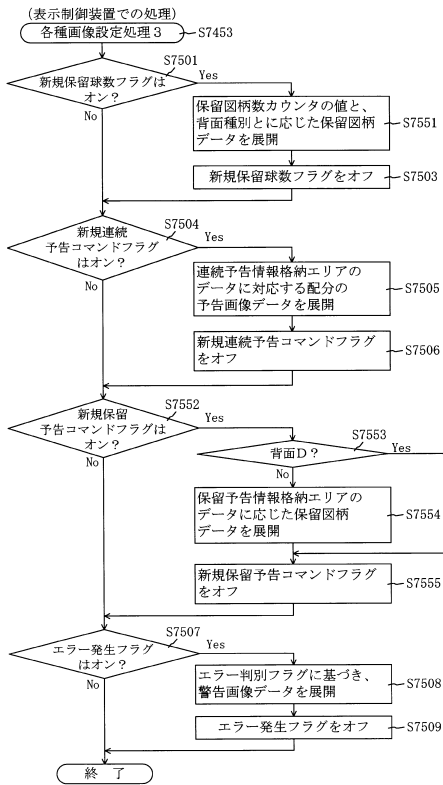 (表示制御装置での処理)
各種画像設定処理3
S7453
S7501
新規保留球数フラグは
オン?
Yes
No
保留図柄数カウンタの値と、
背面種別とに応じた保留図柄
データを展開
S7551
新規保留球数フラグをオフ
S7503
S7504
新規連続
予告コマンドフラグ
はオン?
Yes
No
連続予告情報格納エリアの
データに対応する配分の
予告画像データを展開
S7505
新規連続予告コマンドフラグ
をオフ
S7506
S7552
新規保留
予告コマンドフラグは
オン?
Yes
No
S7553
背面D?
Yes
No
保留予告情報格納エリアの
データに応じた保留図柄
データを展開
S7554
新規保留予告コマンドフラグ
をオフ
S7555
S7507
エラー発生フラグ
はオン?
Yes
No
エラー判別フラグに基づき、
警告画像データを展開
S7508
エラー発生フラグをオフ
S7509
終 了